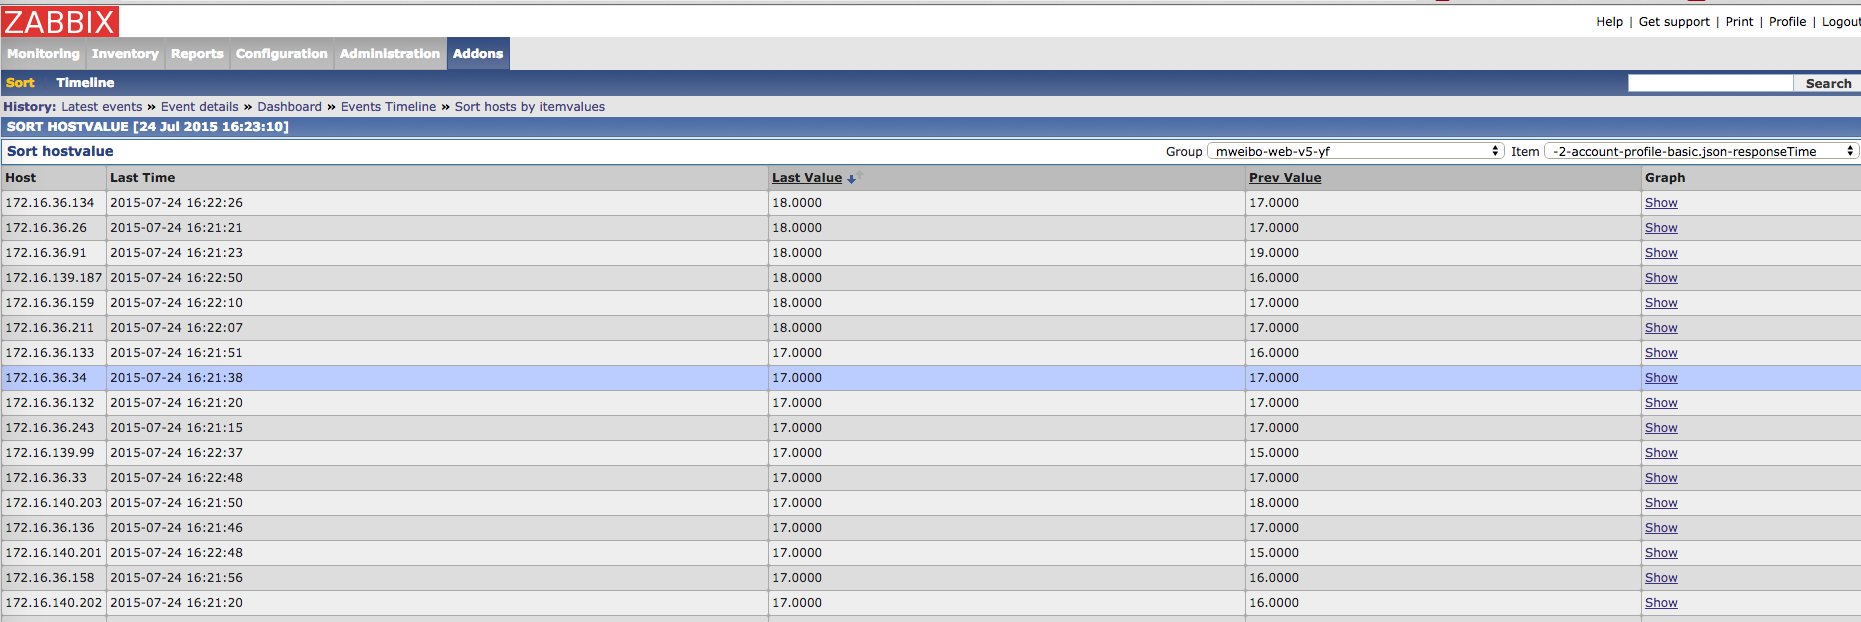 ZABBIX
Help | Get support | Print | Profile | Logout
Monitoring Inventory Reports Configuration Administration Addons
Sort Timeline Search
History: Latest events » Event details » Dashboard » Events Timeline » Sort hosts by itemvalues
SORT HOSTVALUE [24 Jul 2015 16:23:10]
Sort hostvalue Group mweibo-web-v5-yf Item -2-account-profile-basic.json-responseTime
Host Last Time Last Value Prev Value Graph
172.16.36.134 2015-07-24 16:22:26 18.0000 17.0000 Show
172.16.36.26 2015-07-24 16:21:21 18.0000 17.0000 Show
172.16.36.91 2015-07-24 16:21:23 18.0000 19.0000 Show
172.16.139.187 2015-07-24 16:22:50 18.0000 16.0000 Show
172.16.36.159 2015-07-24 16:22:10 18.0000 17.0000 Show
172.16.36.211 2015-07-24 16:22:07 18.0000 17.0000 Show
172.16.36.133 2015-07-24 16:21:51 17.0000 16.0000 Show
172.16.36.34 2015-07-24 16:21:38 17.0000 17.0000 Show
172.16.36.132 2015-07-24 16:21:20 17.0000 17.0000 Show
172.16.36.243 2015-07-24 16:21:15 17.0000 17.0000 Show
172.16.139.99 2015-07-24 16:22:37 17.0000 15.0000 Show
172.16.36.33 2015-07-24 16:22:48 17.0000 17.0000 Show
172.16.140.203 2015-07-24 16:21:50 17.0000 18.0000 Show
172.16.36.136 2015-07-24 16:21:46 17.0000 17.0000 Show
172.16.140.201 2015-07-24 16:22:48 17.0000 15.0000 Show
172.16.36.158 2015-07-24 16:21:56 17.0000 16.0000 Show
172.16.140.202 2015-07-24 16:21:20 17.0000 16.0000 Show